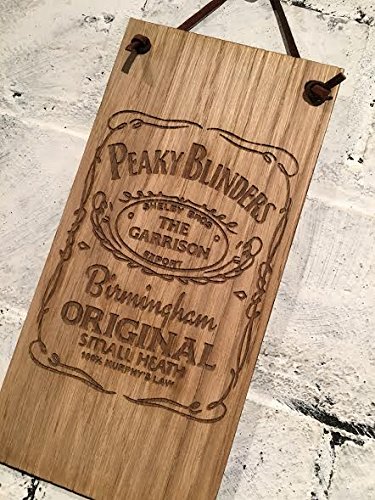 PEAKY BLINDERS
SHELBY BROS
THE
GARRISON
EXPORT
Birmingham
ORIGINAL
SMALL HEATH
100% MURPHY'S LAW